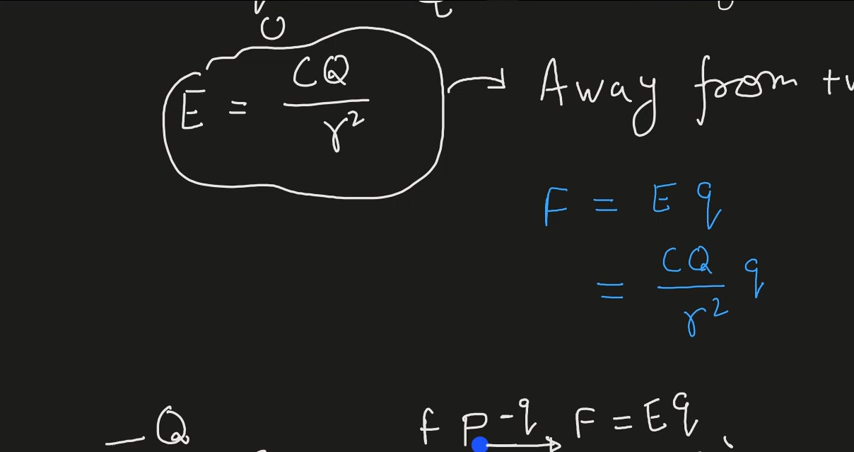 E = CQ / r² → Away from +v
F = Eq
= CQ / r² q
— Q f P -q F = Eq